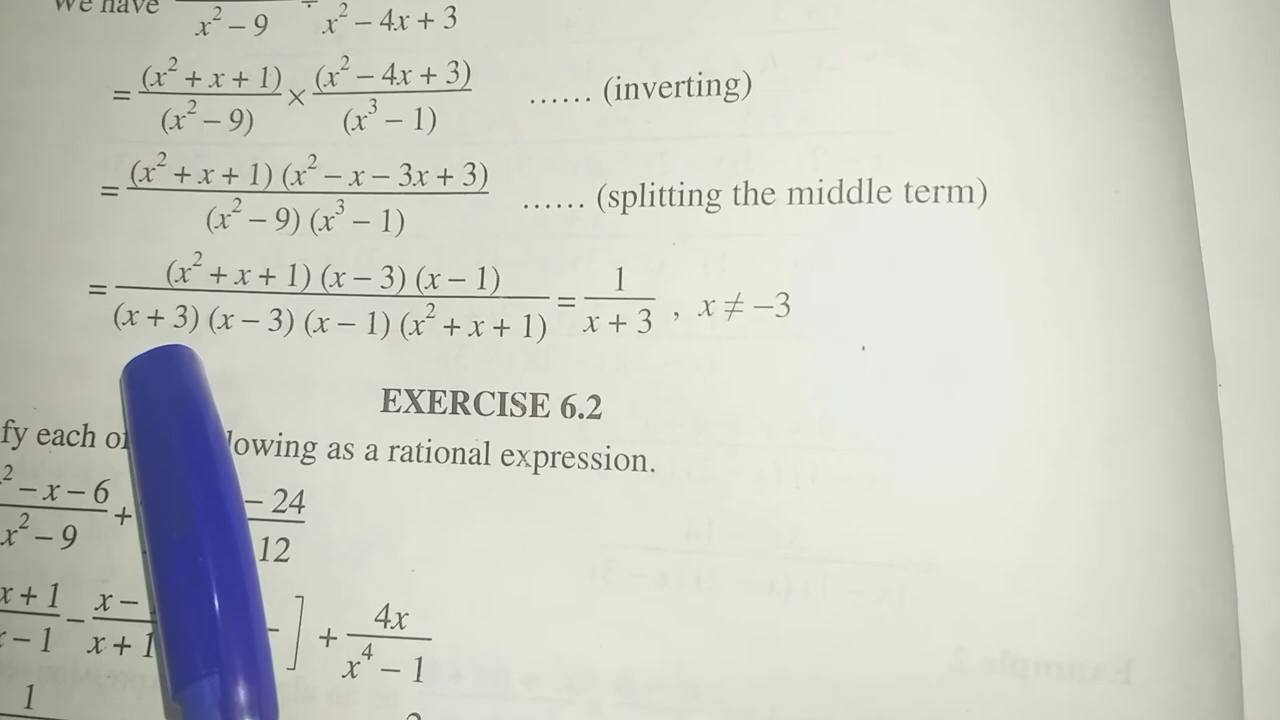 We have ÷
x² – 9 x² – 4x + 3
= (x² + x + 1)/(x² – 9) × (x² – 4x + 3)/(x³ – 1) ...... (inverting)
= (x² + x + 1) (x² – x – 3x + 3)/(x² – 9) (x³ – 1) ...... (splitting the middle term)
= (x² + x + 1) (x – 3) (x – 1)/(x + 3) (x – 3) (x – 1) (x² + x + 1) = 1/(x + 3) , x ≠ –3
EXERCISE 6.2
fy each lowing as a rational expression.
² – x – 6/x² – 9 + – 24/12
x + 1/x – 1 – x –/x + 1 – ] + 4x/(x⁴ – 1)
1